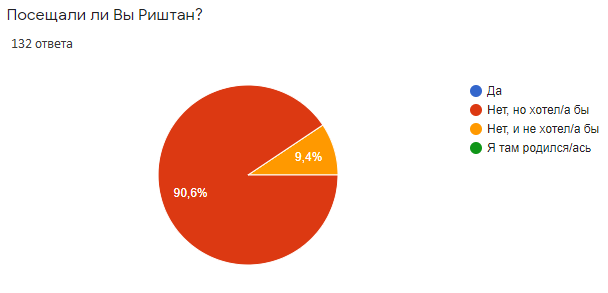 Посещали ли Вы Риштан?
132 ответа
Да
Нет, но хотел/а бы
Нет, и не хотел/а бы
Я там родился/ась
9,4%
90,6%